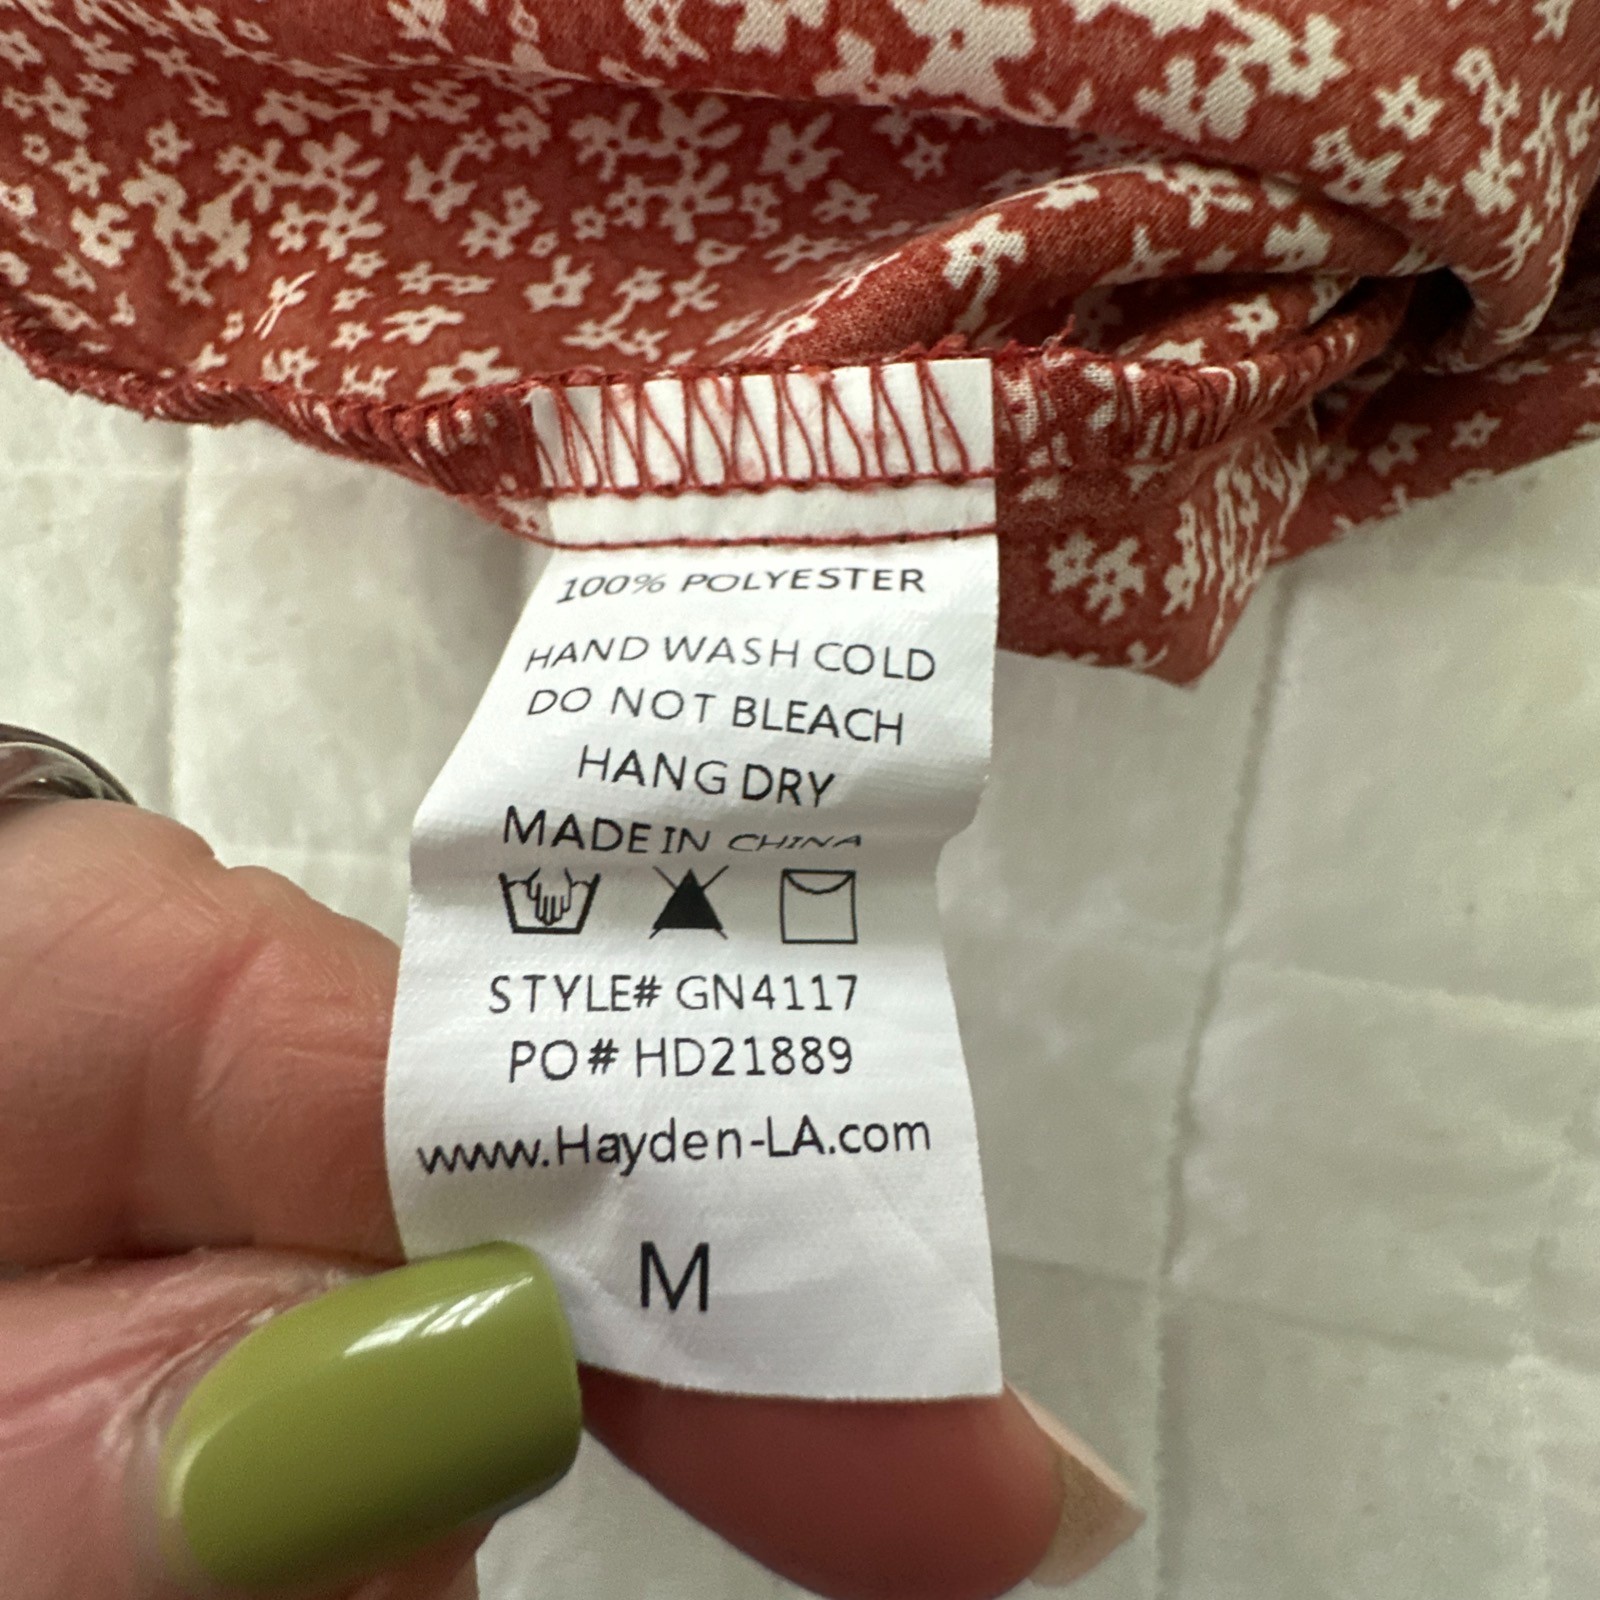 100% POLYESTER
HAND WASH COLD
DO NOT BLEACH
HANG DRY
MADE IN CHINA
STYLE# GN4117
PO# HD21889
www.Hayden-LA.com
M